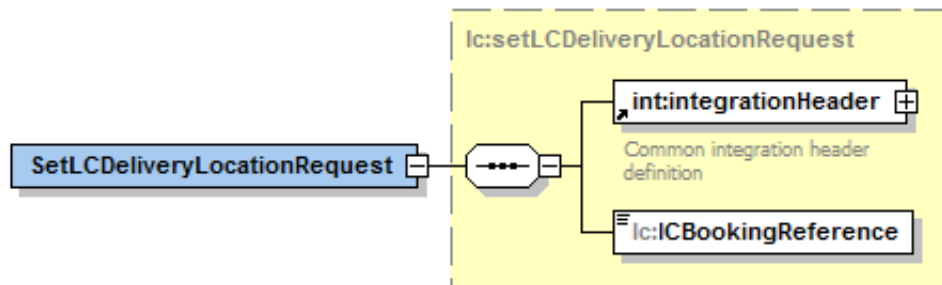 lc:setLCDeliveryLocationRequest
int:integrationHeader
Common integration header
definition
SetLCDeliveryLocationRequest
lc:lCBookingReference